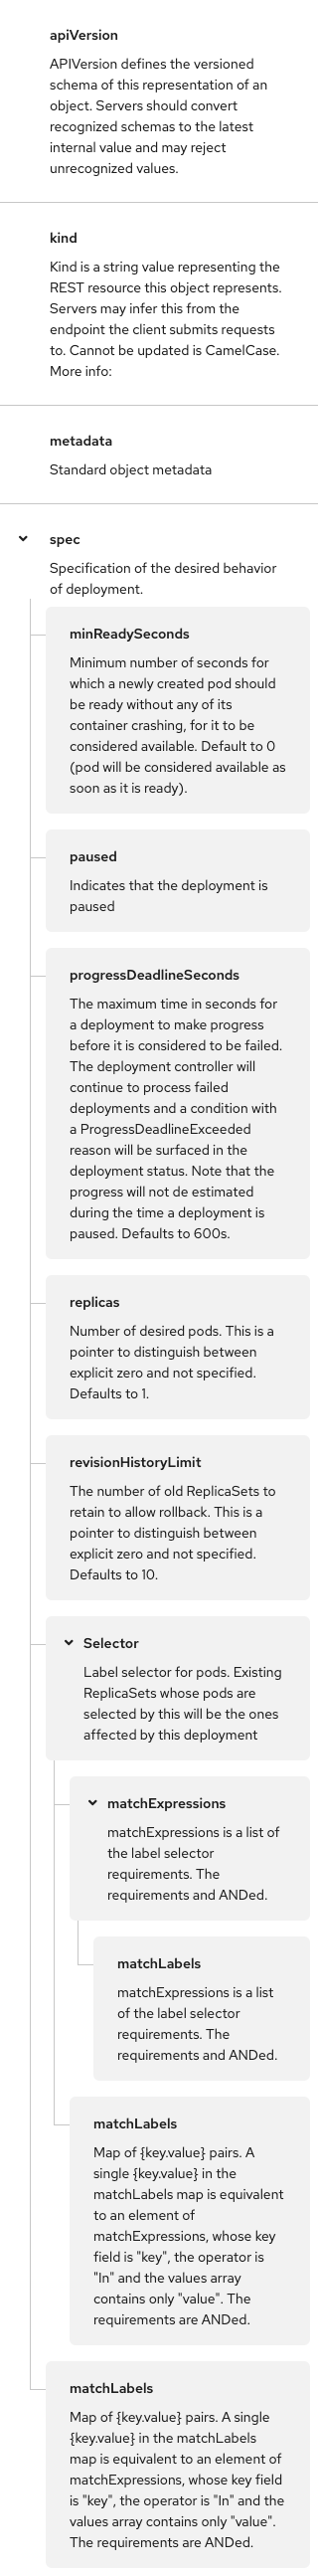 apiVersion
APIVersion defines the versioned
schema of this representation of an
object. Servers should convert
recognized schemas to the latest
internal value and may reject
unrecognized values.
kind
Kind is a string value representing the
REST resource this object represents.
Servers may infer this from the
endpoint the client submits requests
to. Cannot be updated is CamelCase.
More info:
metadata
Standard object metadata
spec
Specification of the desired behavior
of deployment.
minReadySeconds
Minimum number of seconds for
which a newly created pod should
be ready without any of its
container crashing, for it to be
considered available. Default to 0
(pod will be considered available as
soon as it is ready).
paused
Indicates that the deployment is
paused
progressDeadlineSeconds
The maximum time in seconds for
a deployment to make progress
before it is considered to be failed.
The deployment controller will
continue to process failed
deployments and a condition with
a ProgressDeadlineExceeded
reason will be surfaced in the
deployment status. Note that the
progress will not de estimated
during the time a deployment is
paused. Defaults to 600s.
replicas
Number of desired pods. This is a
pointer to distinguish between
explicit zero and not specified.
Defaults to 1.
revisionHistoryLimit
The number of old ReplicaSets to
retain to allow rollback. This is a
pointer to distinguish between
explicit zero and not specified.
Defaults to 10.
Selector
Label selector for pods. Existing
ReplicaSets whose pods are
selected by this will be the ones
affected by this deployment
matchExpressions
matchExpressions is a list of
the label selector
requirements. The
requirements and ANDed.
matchLabels
matchExpressions is a list
of the label selector
requirements. The
requirements and ANDed.
matchLabels
Map of {key.value} pairs. A
single {key.value} in the
matchLabels map is equivalent
to an element of
matchExpressions, whose key
field is "key", the operator is
"In" and the values array
contains only "value". The
requirements are ANDed.
matchLabels
Map of {key.value} pairs. A single
{key.value} in the matchLabels
map is equivalent to an element of
matchExpressions, whose key field
is "key", the operator is "In" and the
values array contains only "value".
The requirements are ANDed.